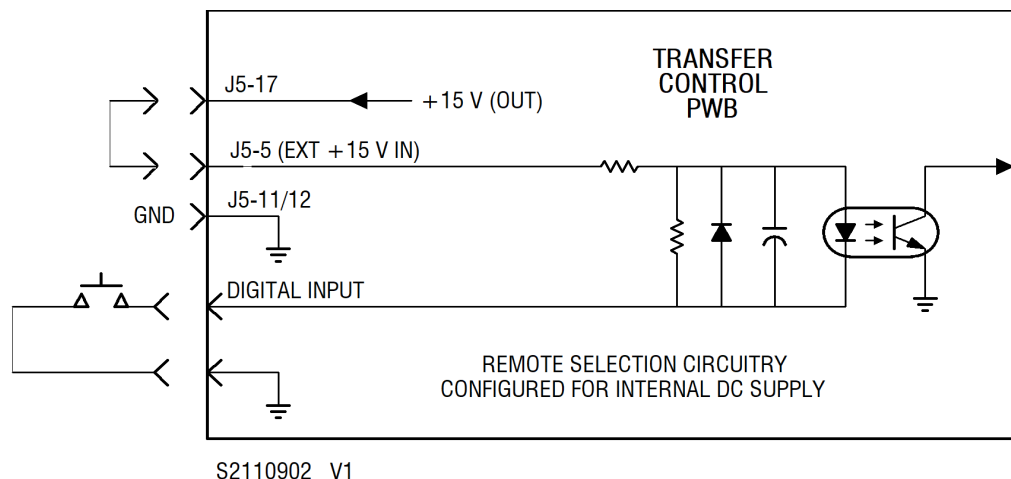 TRANSFER
CONTROL
PWB
J5-17
+15 V (OUT)
J5-5 (EXT +15 V IN)
J5-11/12
GND
DIGITAL INPUT
REMOTE SELECTION CIRCUITRY
CONFIGURED FOR INTERNAL DC SUPPLY
S2110902 V1